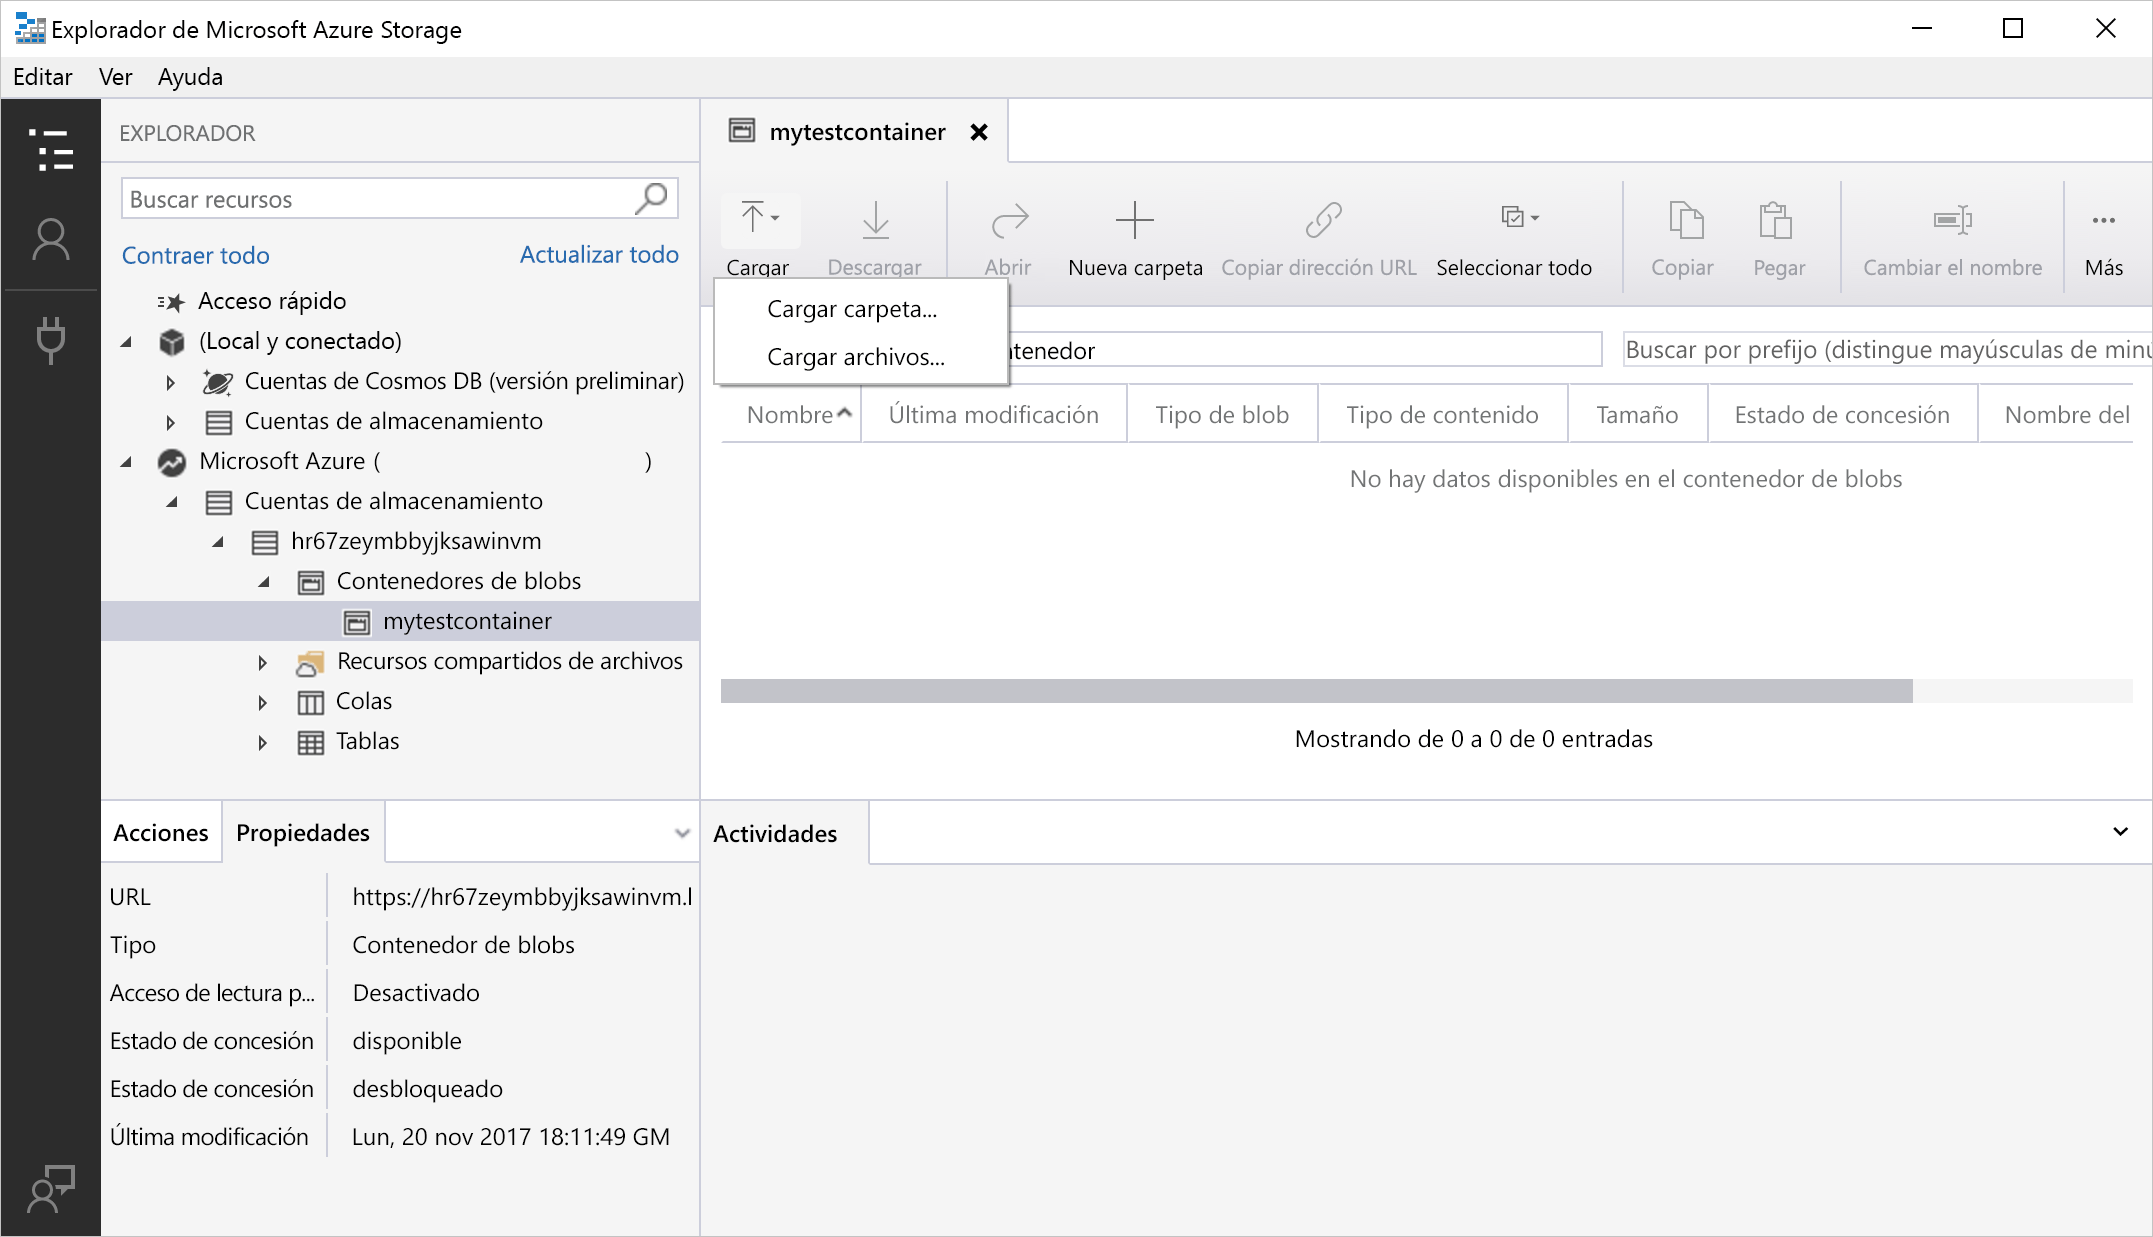 Explorador de Microsoft Azure Storage
Editar Ver Ayuda
EXPLORADOR
Buscar recursos
Contraer todo Actualizar todo
Acceso rápido
(Local y conectado)
Cuentas de Cosmos DB (versión preliminar)
Cuentas de almacenamiento
Microsoft Azure ( )
Cuentas de almacenamiento
hr67zeymbbyjksawinvm
Contenedores de blobs
mytestcontainer
Recursos compartidos de archivos
Colas
Tablas
Acciones Propiedades
URL https://hr67zeymbbyjksawinvm.l
Tipo Contenedor de blobs
Acceso de lectura p... Desactivado
Estado de concesión disponible
Estado de concesión desbloqueado
Última modificación Lun, 20 nov 2017 18:11:49 GM
mytestcontainer
Cargar Descargar Abrir Nueva carpeta Copiar dirección URL Seleccionar todo Copiar Pegar Cambiar el nombre Más
Cargar carpeta...
Cargar archivos...
ntenedor Buscar por prefijo (distingue mayúsculas de minú
Nombre Última modificación Tipo de blob Tipo de contenido Tamaño Estado de concesión Nombre del
No hay datos disponibles en el contenedor de blobs
Mostrando de 0 a 0 de 0 entradas
Actividades